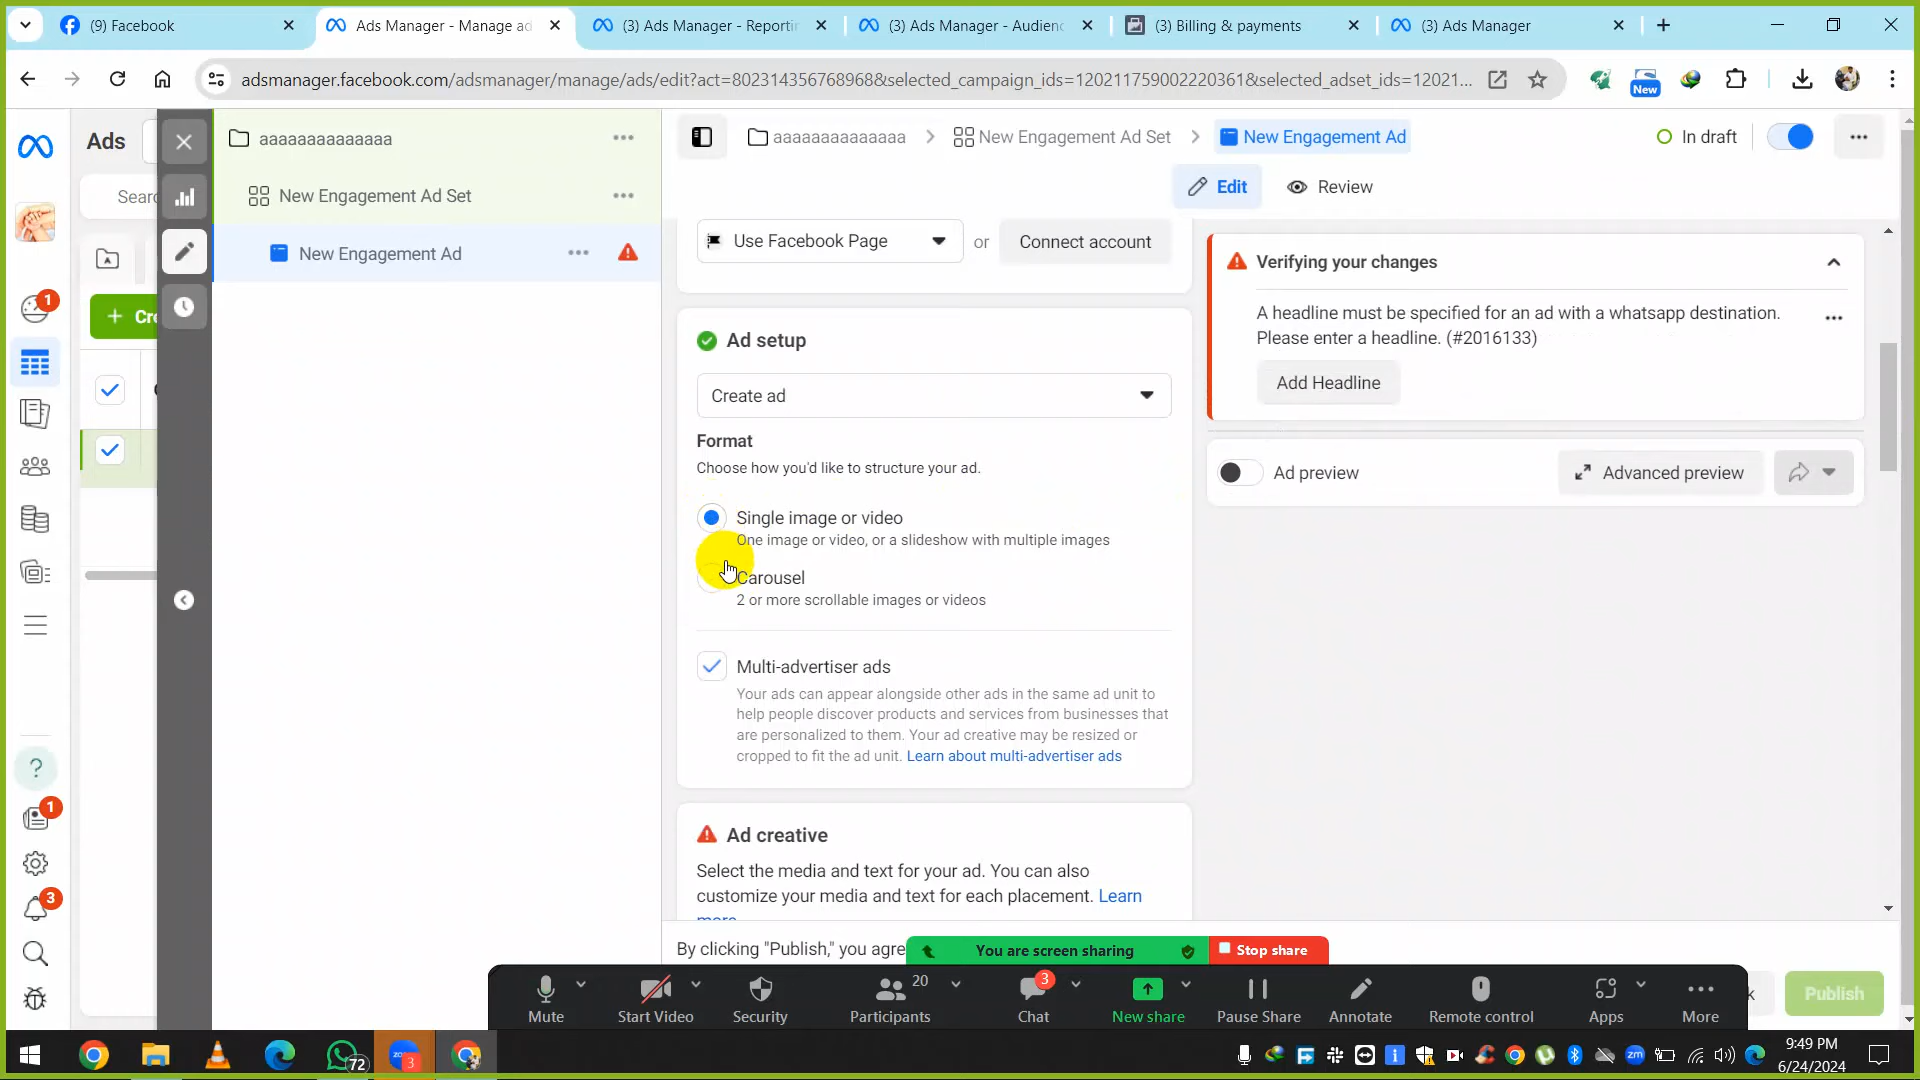 (9) Facebook
Ads Manager - Manage ad
(3) Ads Manager - Reportin
(3) Ads Manager - Audienc
(3) Billing & payments
(3) Ads Manager
adsmanager.facebook.com/adsmanager/manage/ads/edit?act=802314356768968&selected_campaign_ids=120211759002220361&selected_adset_ids=12021...
New
Ads
Sear
1
Cre
aaaaaaaaaaaaaa
New Engagement Ad Set
New Engagement Ad
aaaaaaaaaaaaaa
New Engagement Ad Set
New Engagement Ad
In draft
Edit
Review
Use Facebook Page
or
Connect account
Ad setup
Create ad
Format
Choose how you'd like to structure your ad.
Single image or video
One image or video, or a slideshow with multiple images
Carousel
2 or more scrollable images or videos
Multi-advertiser ads
Your ads can appear alongside other ads in the same ad unit to
help people discover products and services from businesses that
are personalized to them. Your ad creative may be resized or
cropped to fit the ad unit. Learn about multi-advertiser ads
Ad creative
Select the media and text for your ad. You can also
customize your media and text for each placement. Learn
more
Verifying your changes
A headline must be specified for an ad with a whatsapp destination.
Please enter a headline. (#2016133)
Add Headline
Ad preview
Advanced preview
1
3
By clicking "Publish," you agre
You are screen sharing
Stop share
Publish
Mute
Start Video
Security
20
Participants
3
Chat
New share
Pause Share
Annotate
Remote control
Apps
More
72
3
zm
9:49 PM
6/24/2024